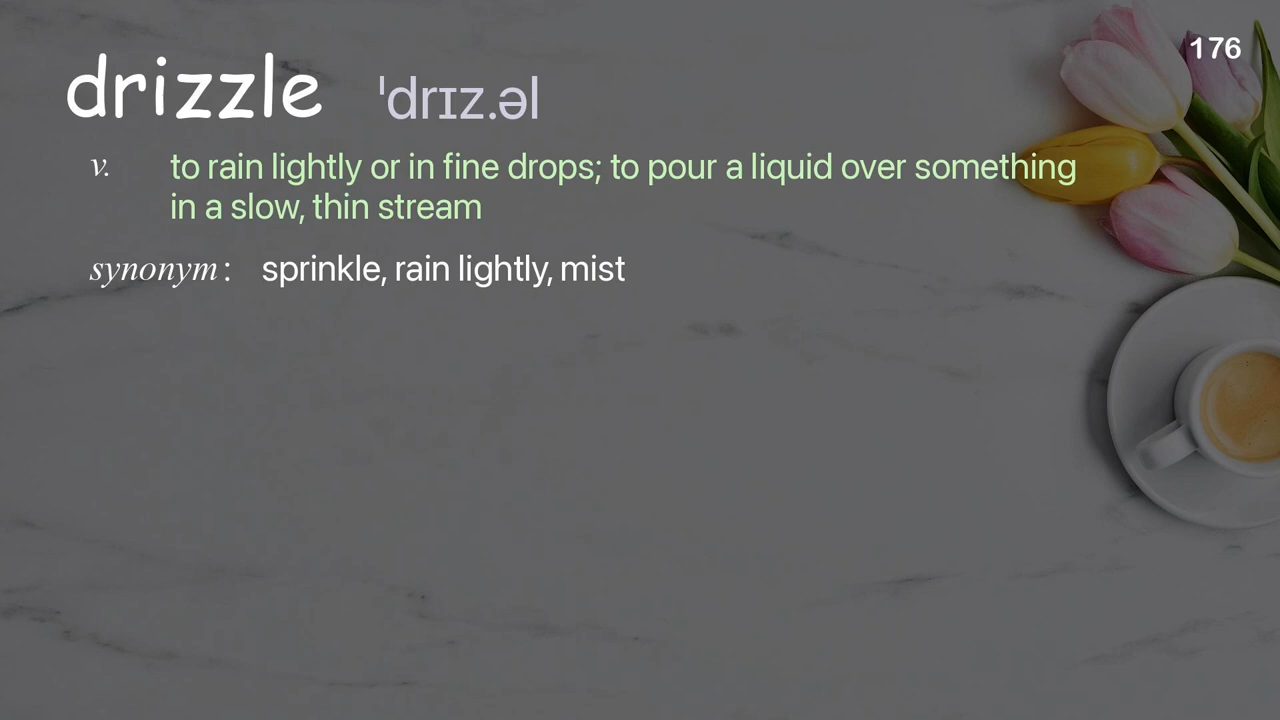 176
drizzle ˈdrɪz.əl
v. to rain lightly or in fine drops; to pour a liquid over something
in a slow, thin stream
synonym: sprinkle, rain lightly, mist